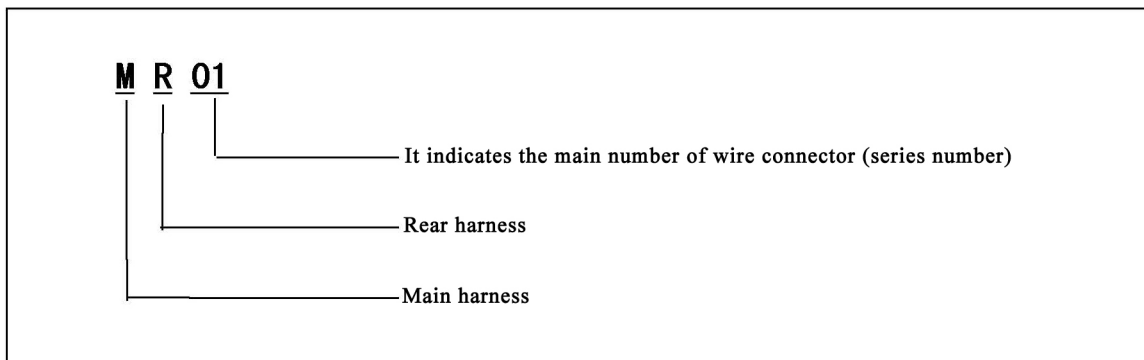 M R 01
It indicates the main number of wire connector (series number)
Rear harness
Main harness